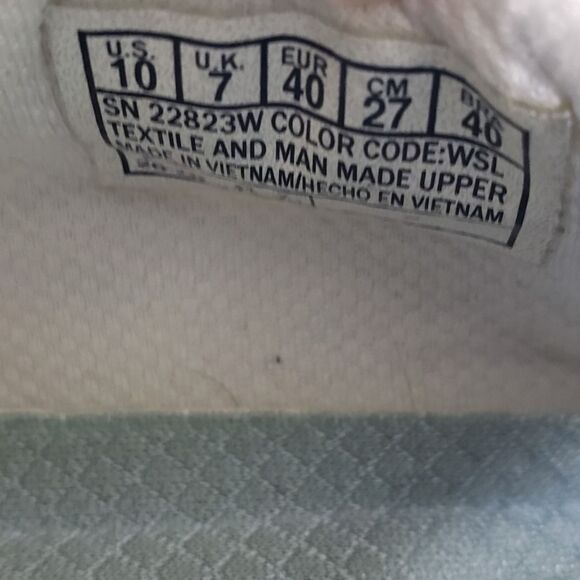 U.S. U.K. EUR CM
10 7 40 27 40
SN 22823W COLOR CODE:WSL
TEXTILE AND MAN MADE UPPER
MADE IN VIETNAM/HECHO EN VIETNAM